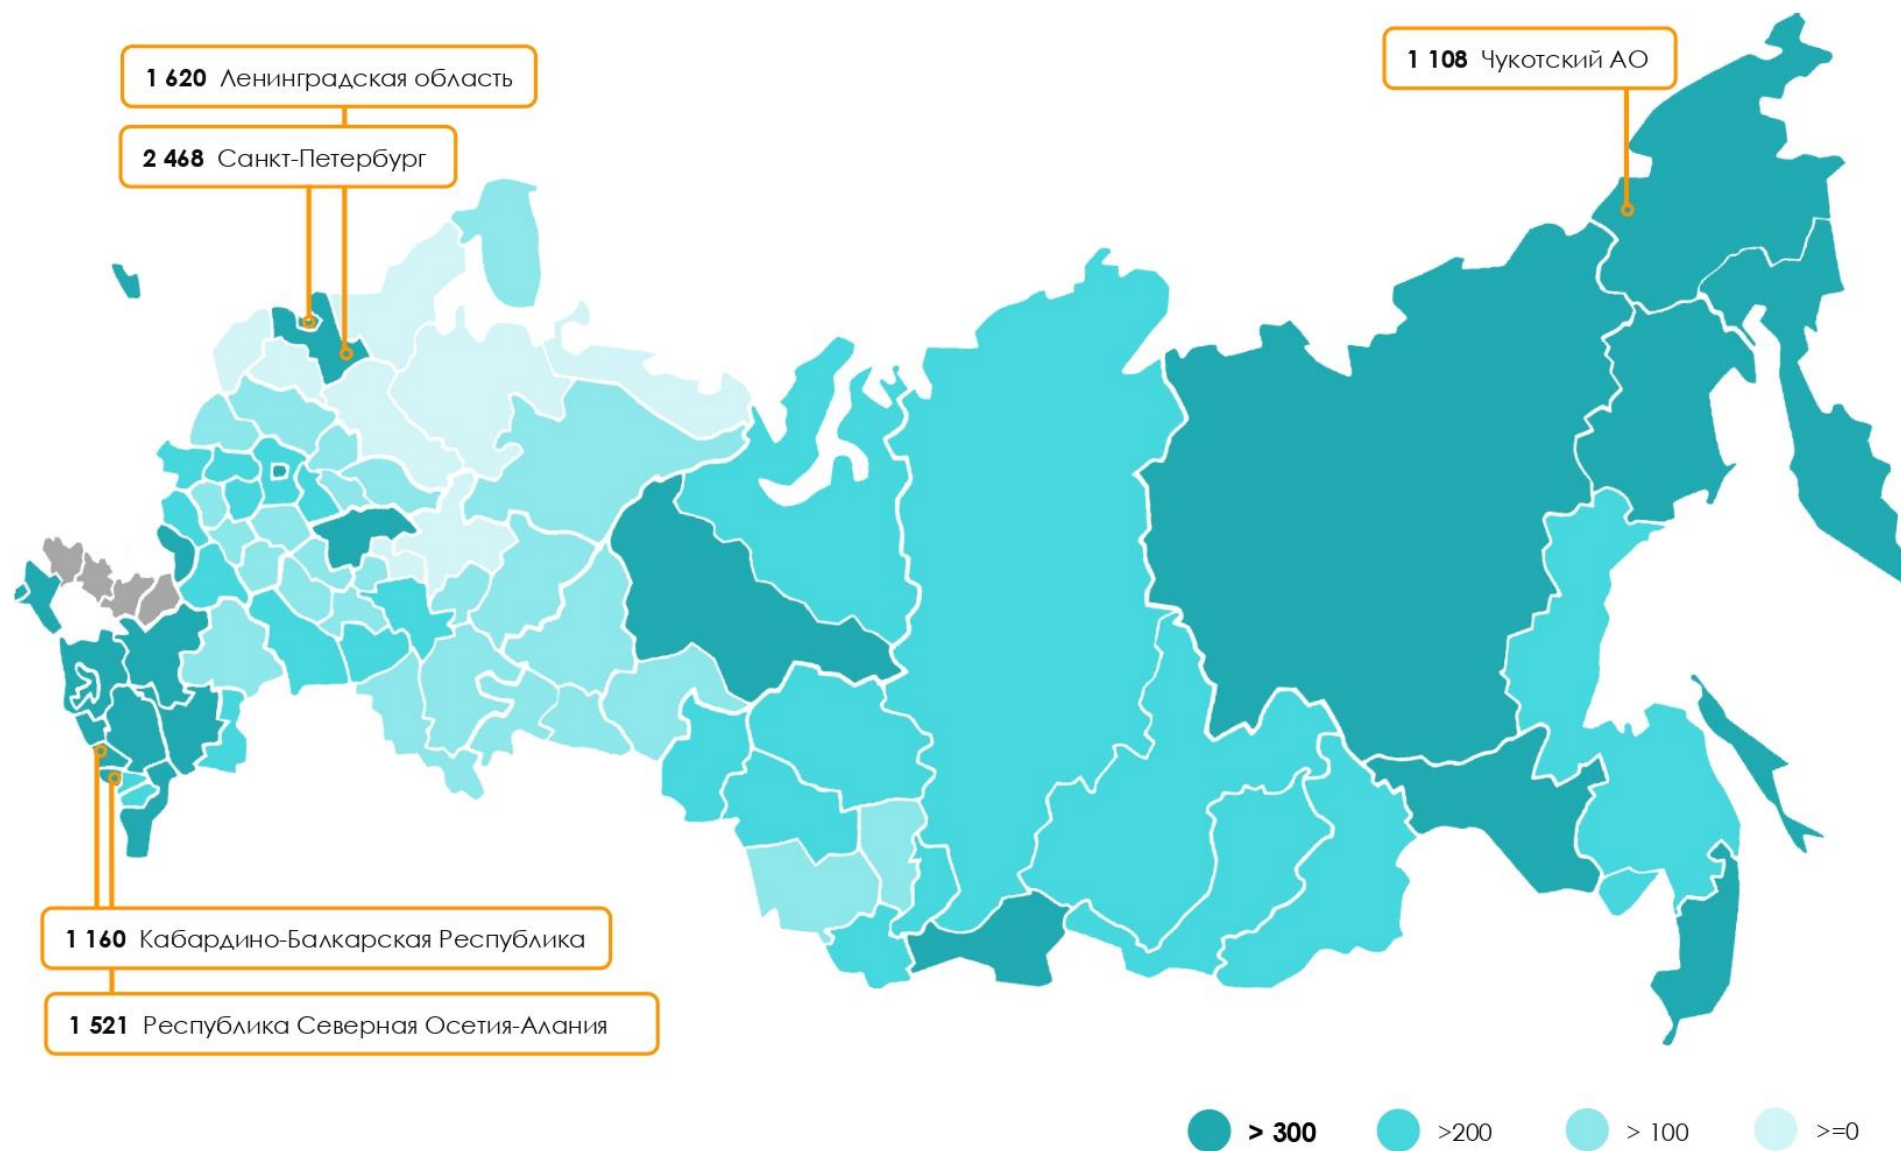 1 620 Ленинградская область
2 468 Санкт-Петербург
1 108 Чукотский АО
1 160 Кабардино-Балкарская Республика
1 521 Республика Северная Осетия-Алания
> 300
>200
> 100
>=0